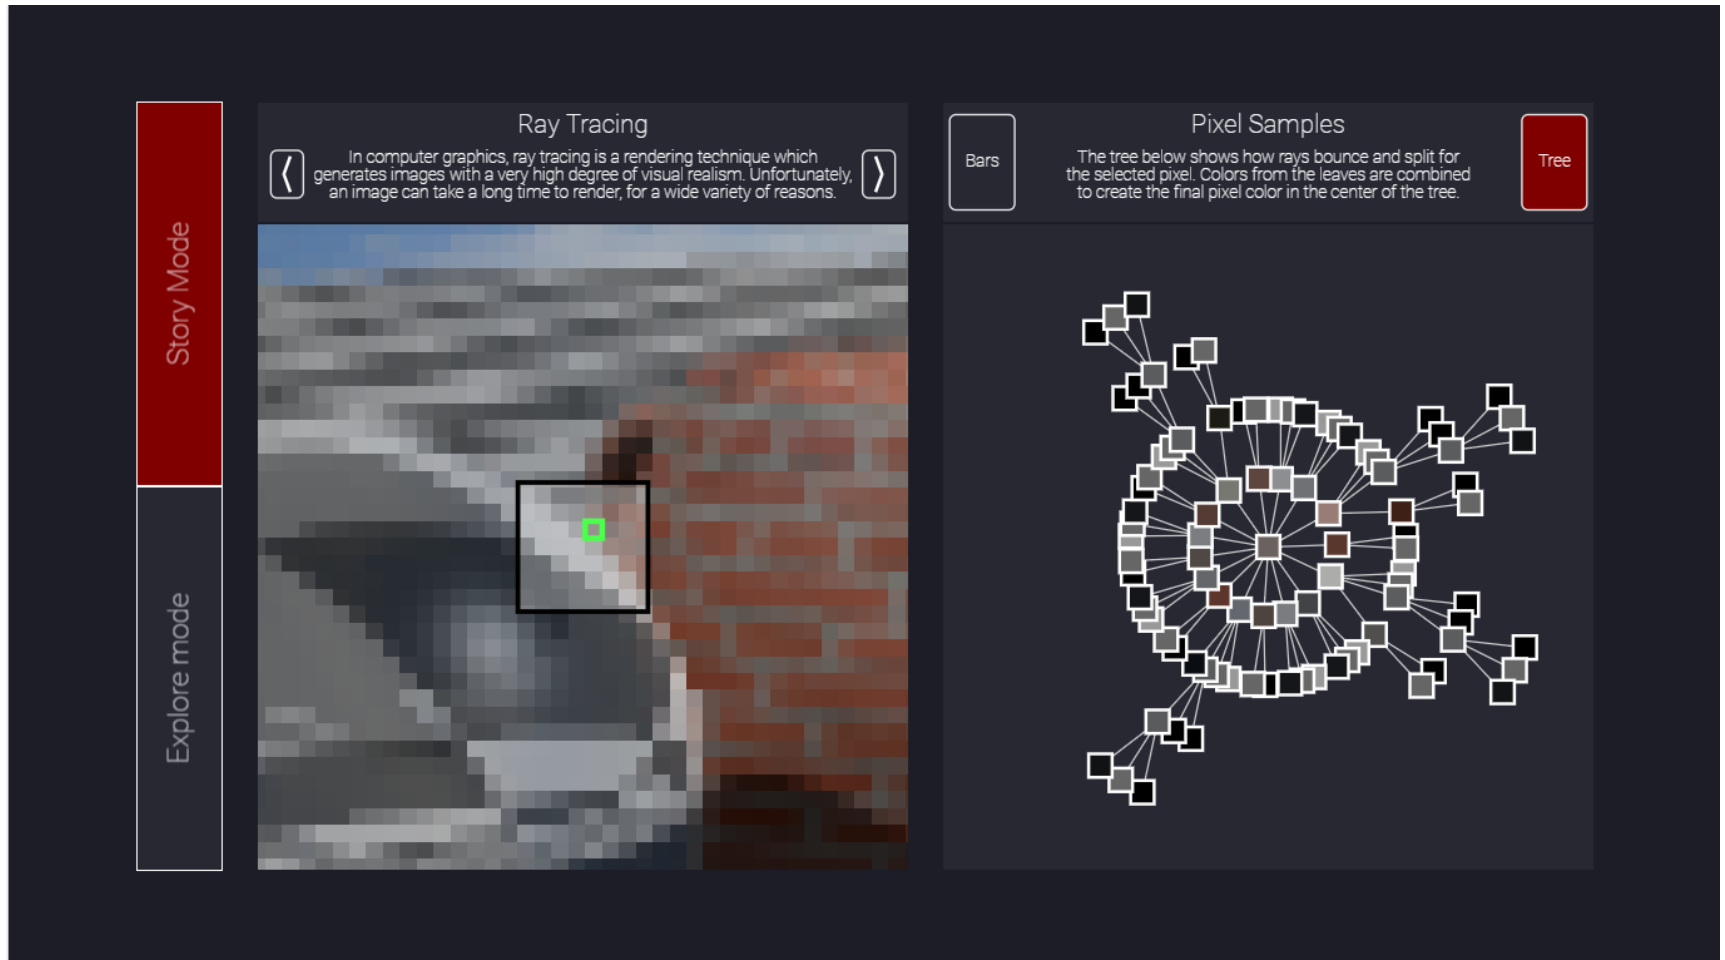 Story Mode
Explore mode
Ray Tracing
In computer graphics, ray tracing is a rendering technique which
generates images with a very high degree of visual realism. Unfortunately,
an image can take a long time to render, for a wide variety of reasons.
Bars
Pixel Samples
The tree below shows how rays bounce and split for
the selected pixel. Colors from the leaves are combined
to create the final pixel color in the center of the tree.
Tree